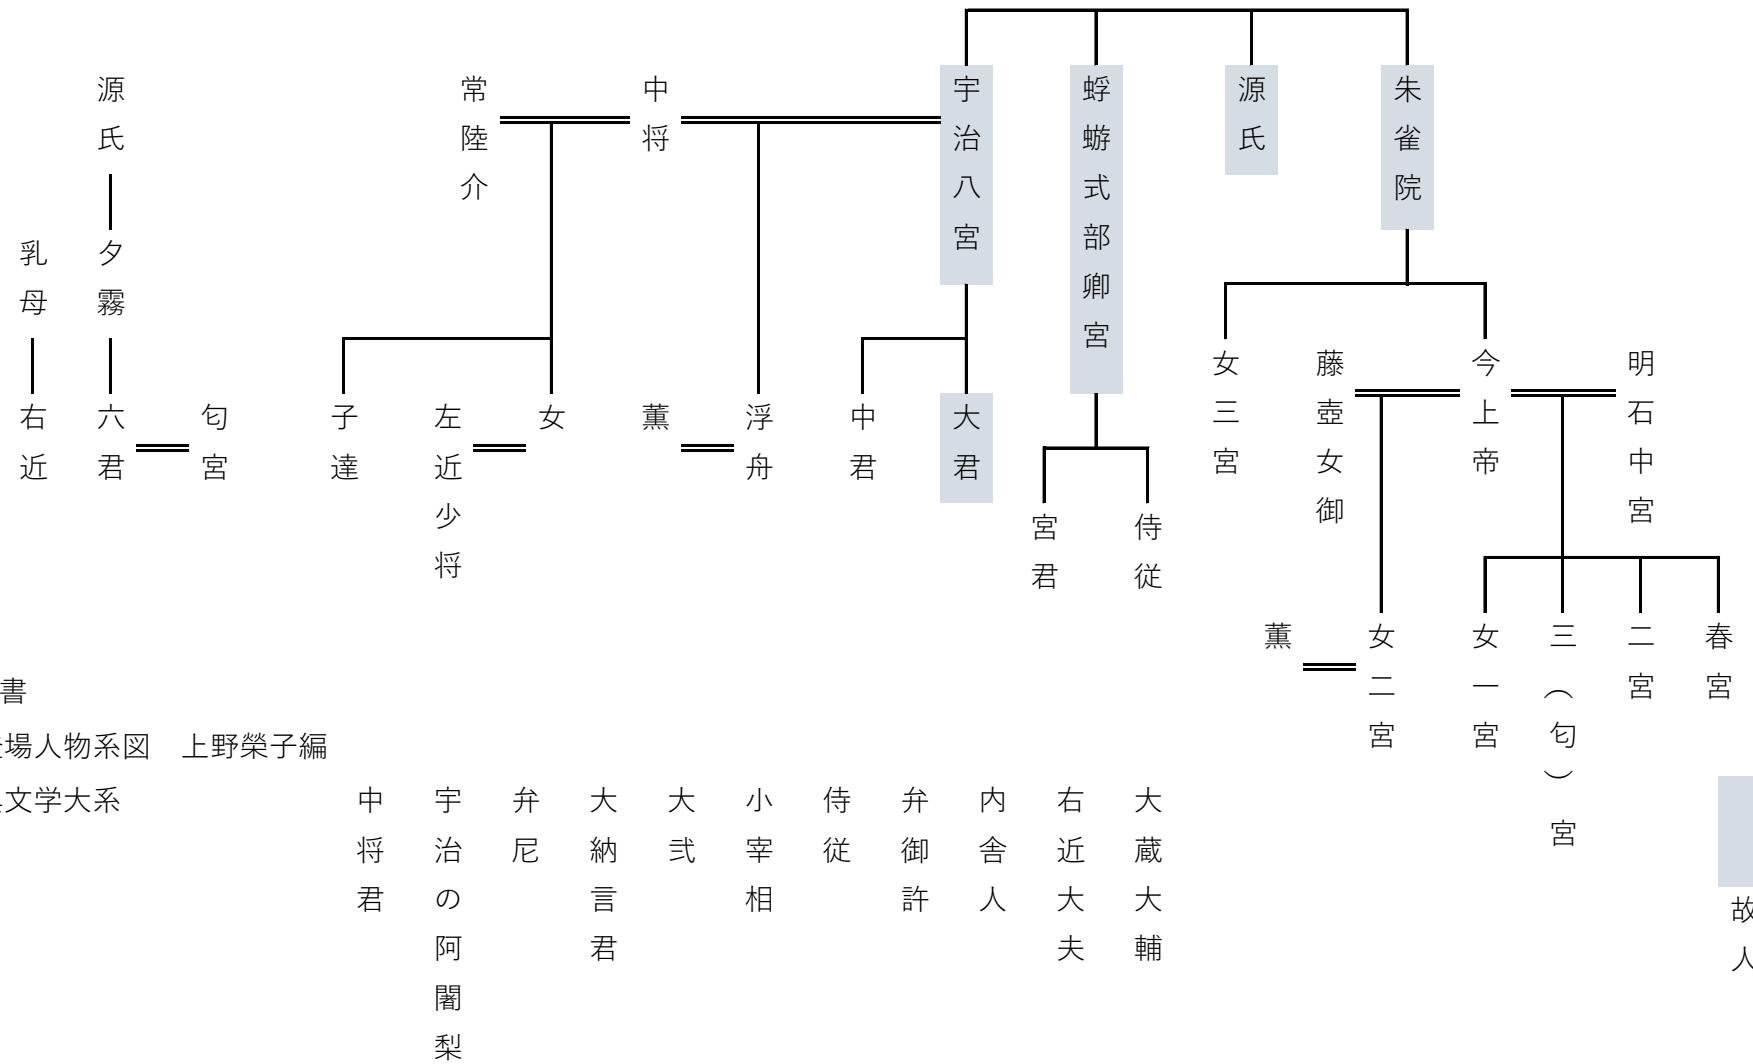 朱雀院
源氏
蜉蝣式部卿宮
宇治八宮
中将
常陸介
源氏
夕霧
乳母
明石中宮
今上帝
藤壺女御
女三宮
大君
中君
浮舟
薫
女
左近少将
子達
匂宮
六君
右近
侍従
宮君
春宮
二宮
三(匂)宮
女一宮
女二宮
薫
書
場人物系図　上野榮子編
文学大系
大蔵大輔
右近大夫
内舎人
弁御許
侍従
小宰相
大弐
大納言君
弁尼
宇治の阿闍梨
中将君
故人